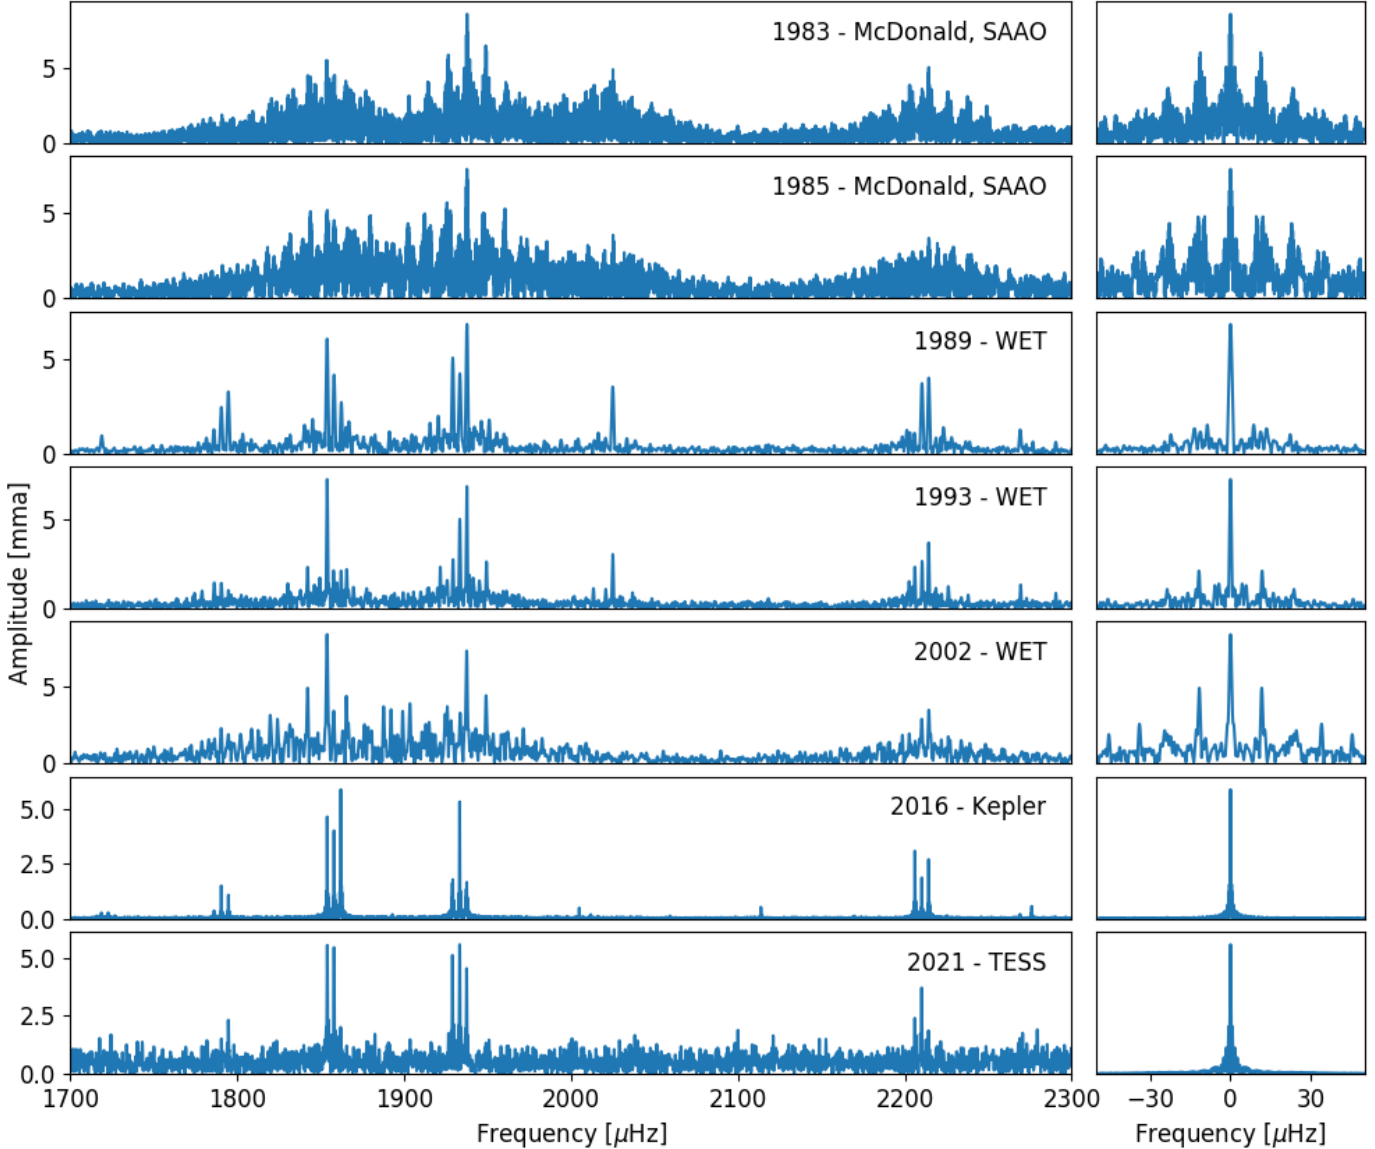 1983 - McDonald, SAAO
5
0
1985 - McDonald, SAAO
5
0
1989 - WET
5
0
1993 - WET
5
0
2002 - WET
5
0
2016 - Kepler
5.0
2.5
0.0
2021 - TESS
5.0
2.5
0.0
Amplitude [mma]
1700 1800 1900 2000 2100 2200 2300
−30 0 30
Frequency [μHz]
Frequency [μHz]